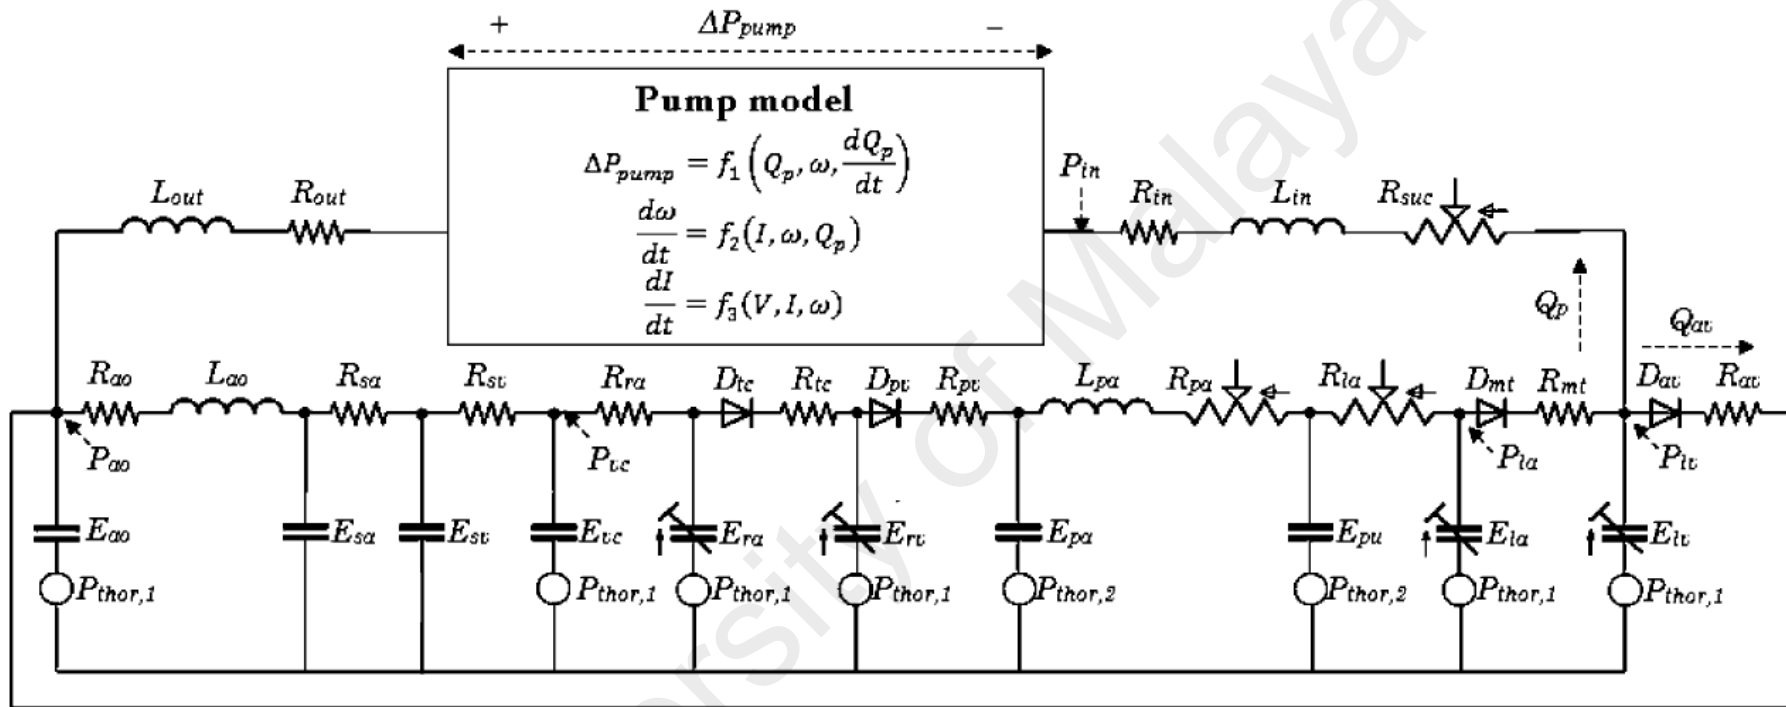 + ΔP_pump −
Pump model
ΔP_pump = f_1(Q_p, ω, dQ_p/dt)
dω/dt = f_2(I, ω, Q_p)
dI/dt = f_3(V, I, ω)
L_out R_out P_in R_in L_in R_suc
Q_p Q_av
R_ao L_ao R_sa R_sv R_ra D_tc R_tc D_pv R_pv L_pa R_pa R_la D_mt R_mt D_av R_av
P_ao P_vc P_la P_lv
E_ao E_sa E_sv E_vc E_ra E_rv E_pa E_pu E_la E_lv
P_thor,1 P_thor,1 P_thor,1 P_thor,1 P_thor,2 P_thor,2 P_thor,1 P_thor,1
ersity of Malaya